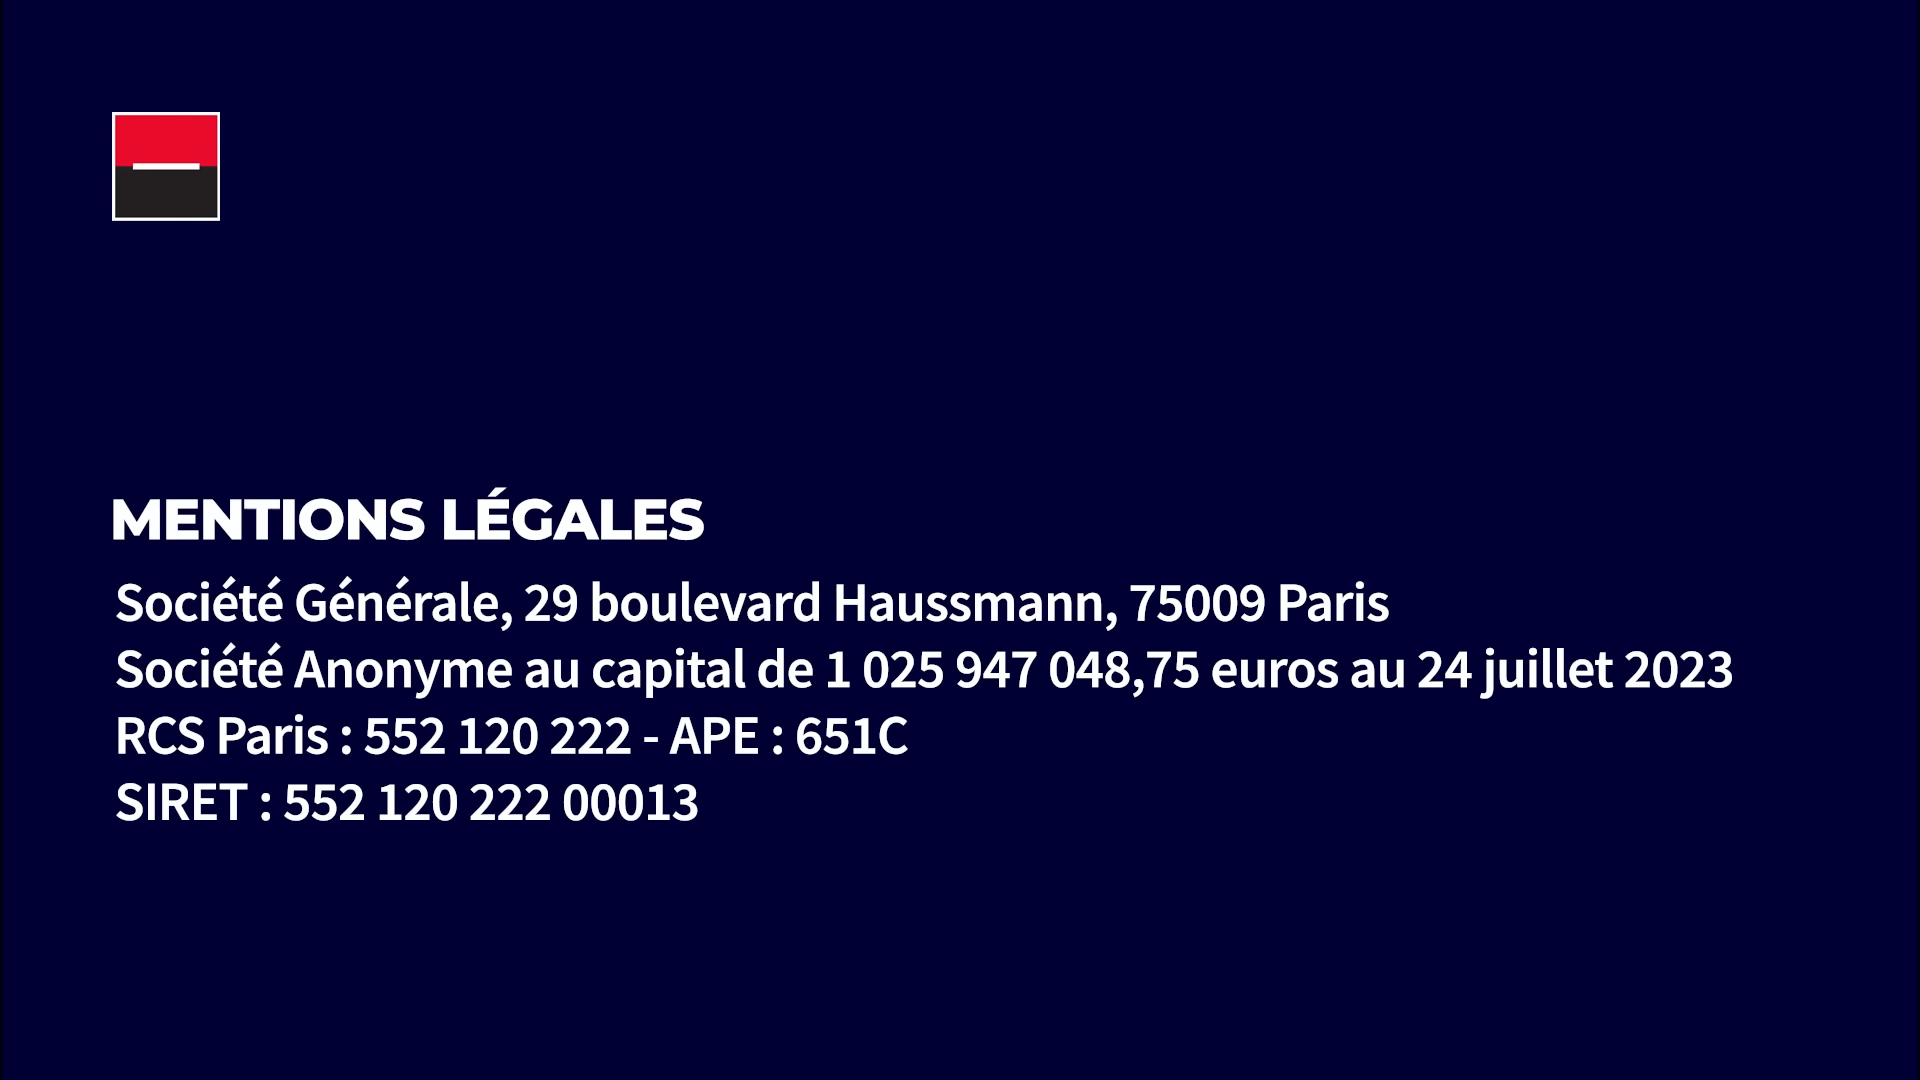 MENTIONS LÉGALES
Société Générale, 29 boulevard Haussmann, 75009 Paris
Société Anonyme au capital de 1 025 947 048,75 euros au 24 juillet 2023
RCS Paris : 552 120 222 - APE : 651C
SIRET : 552 120 222 00013